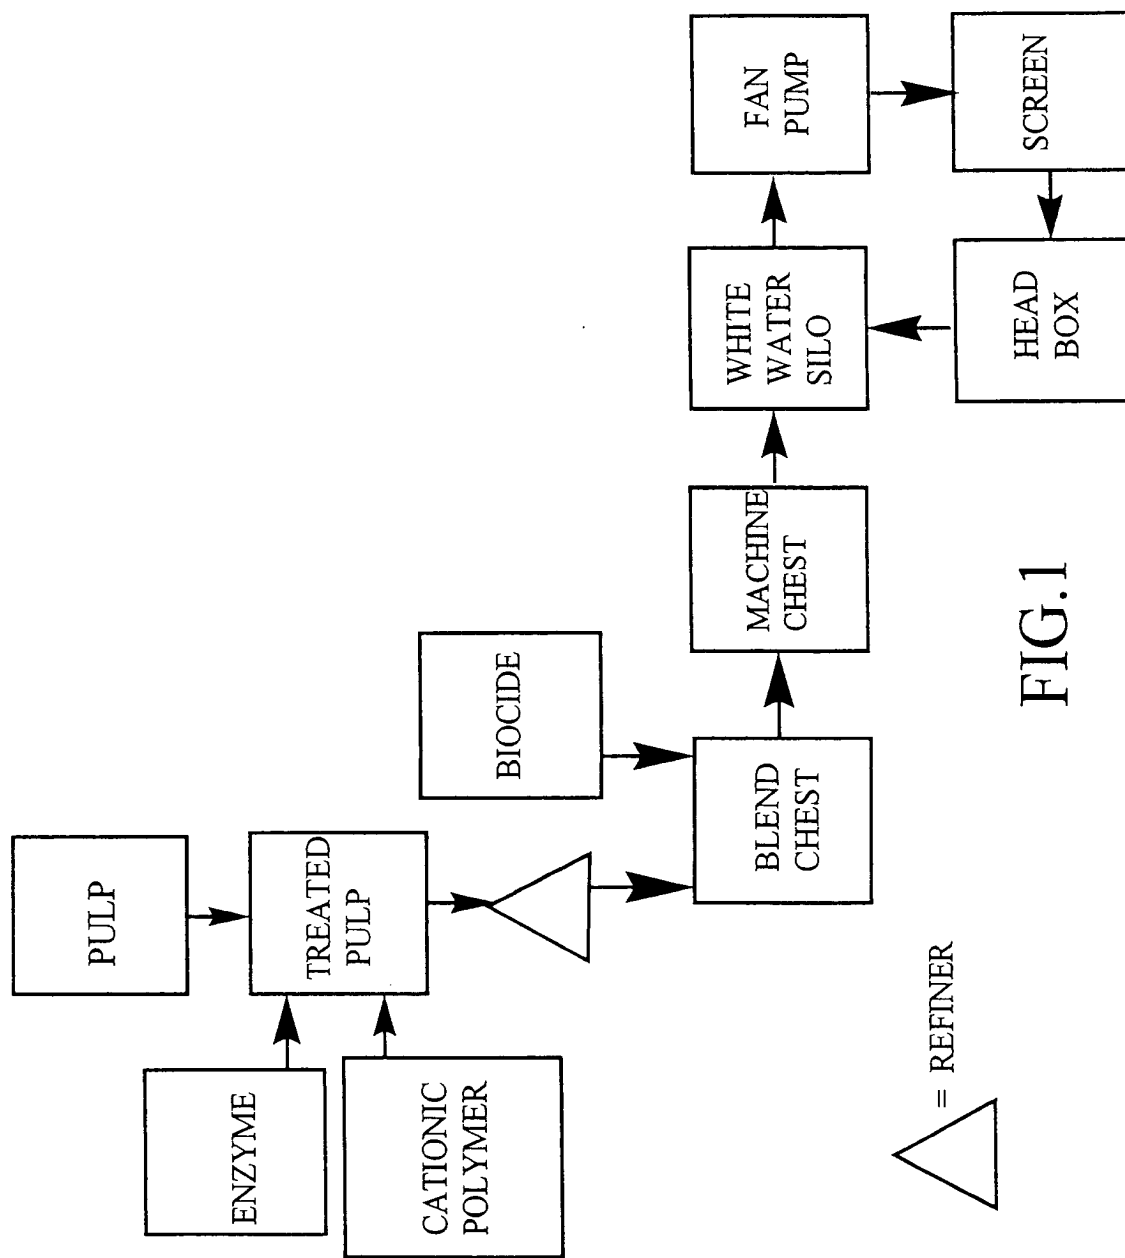 PULP
ENZYME
TREATED
PULP
CATIONIC
POLYMER
BIOCIDE
BLEND
CHEST
MACHINE
CHEST
WHITE
WATER
SILO
FAN
PUMP
SCREEN
HEAD
BOX
= REFINER
FIG.1